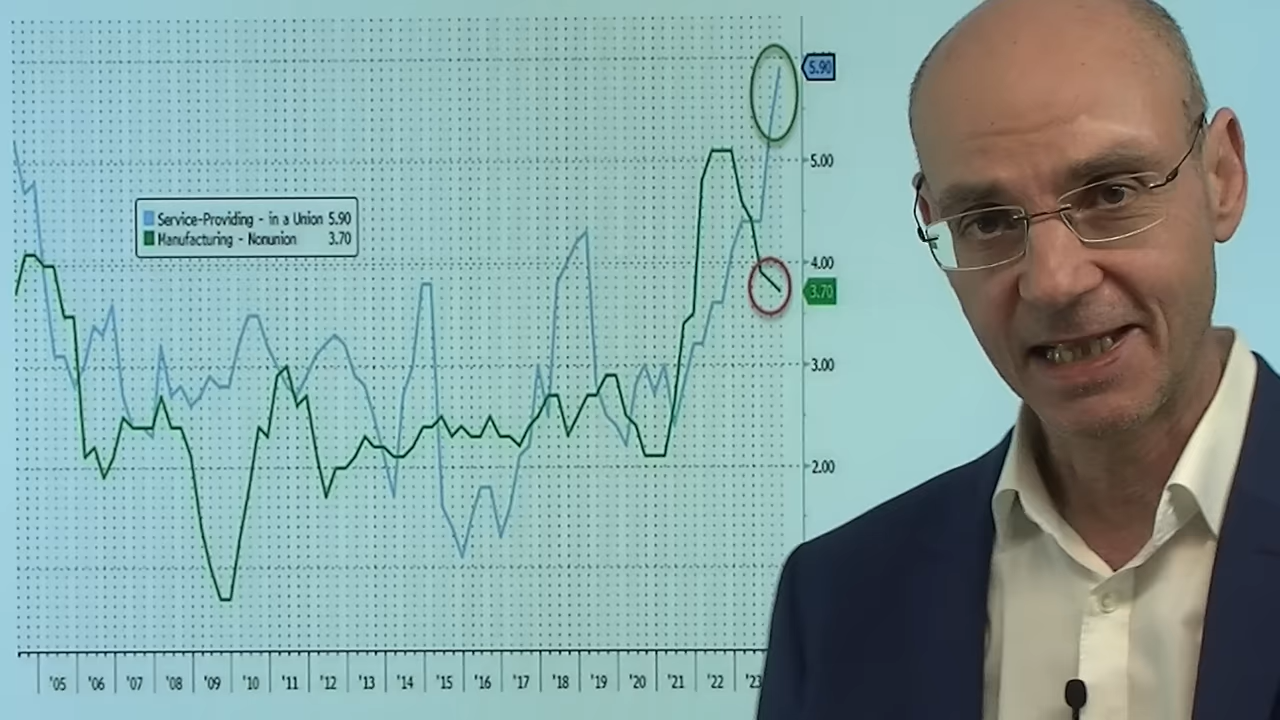 5.90
5.00
Service-Providing - in a Union 5.90
Manufacturing - Nonunion 3.70
4.00
3.70
3.00
2.00
'05 '06 '07 '08 '09 '10 '11 '12 '13 '14 '15 '16 '17 '18 '19 '20 '21 '22 '23